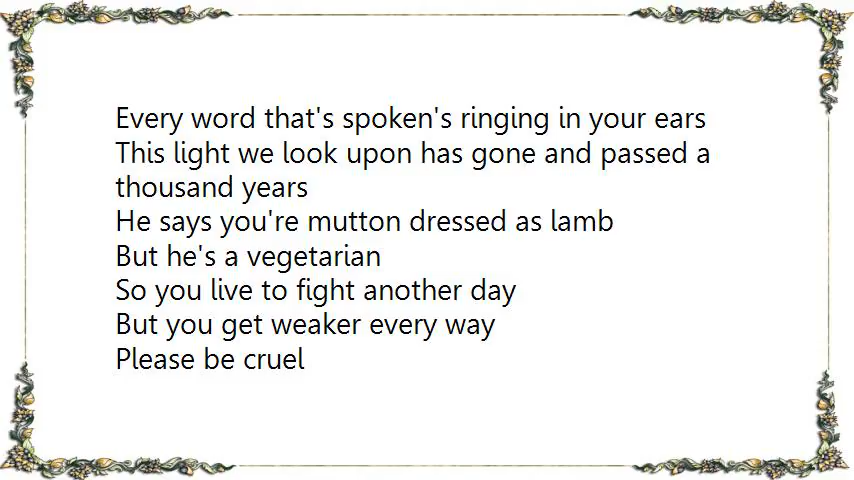 Every word that's spoken's ringing in your ears
This light we look upon has gone and passed a
thousand years
He says you're mutton dressed as lamb
But he's a vegetarian
So you live to fight another day
But you get weaker every way
Please be cruel